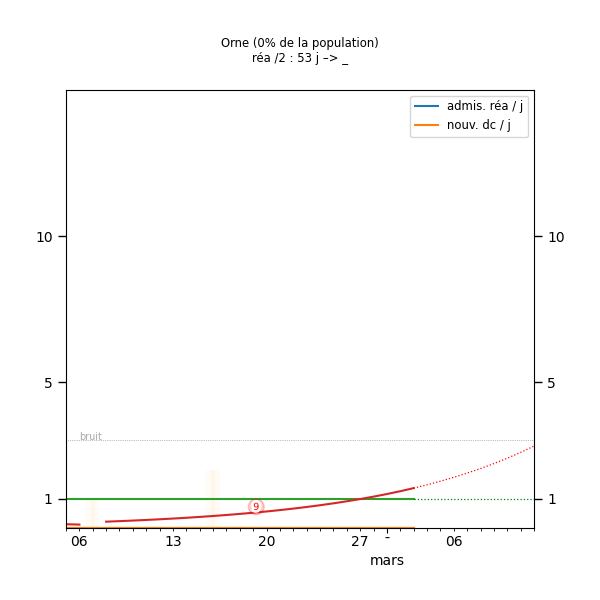 Orne (0% de la population)
réa /2 : 53 j –> _
admis. réa / j
nouv. dc / j
10 10
5 5
bruit
1 1
9
06 13 20 27 - 06
mars